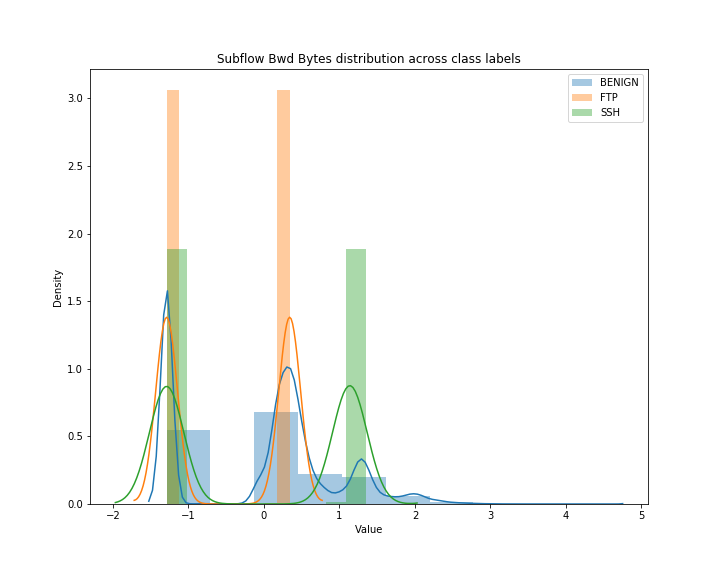 Subflow Bwd Bytes distribution across class labels
BENIGN
FTP
SSH
3.0
2.5
2.0
1.5
1.0
0.5
0.0
Density
−2
−1
0
1
2
3
4
5
Value